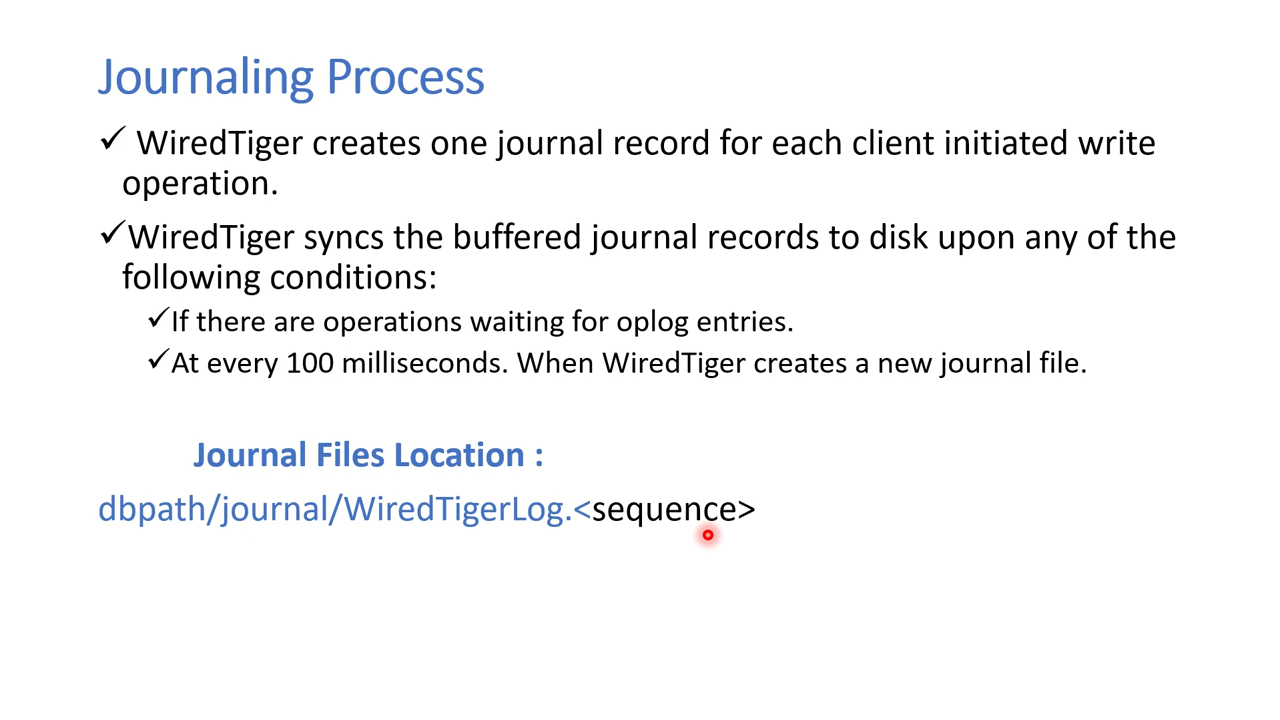 Journaling Process
✓ WiredTiger creates one journal record for each client initiated write
operation.
✓WiredTiger syncs the buffered journal records to disk upon any of the
following conditions:
✓If there are operations waiting for oplog entries.
✓At every 100 milliseconds. When WiredTiger creates a new journal file.
Journal Files Location :
dbpath/journal/WiredTigerLog.<sequence>